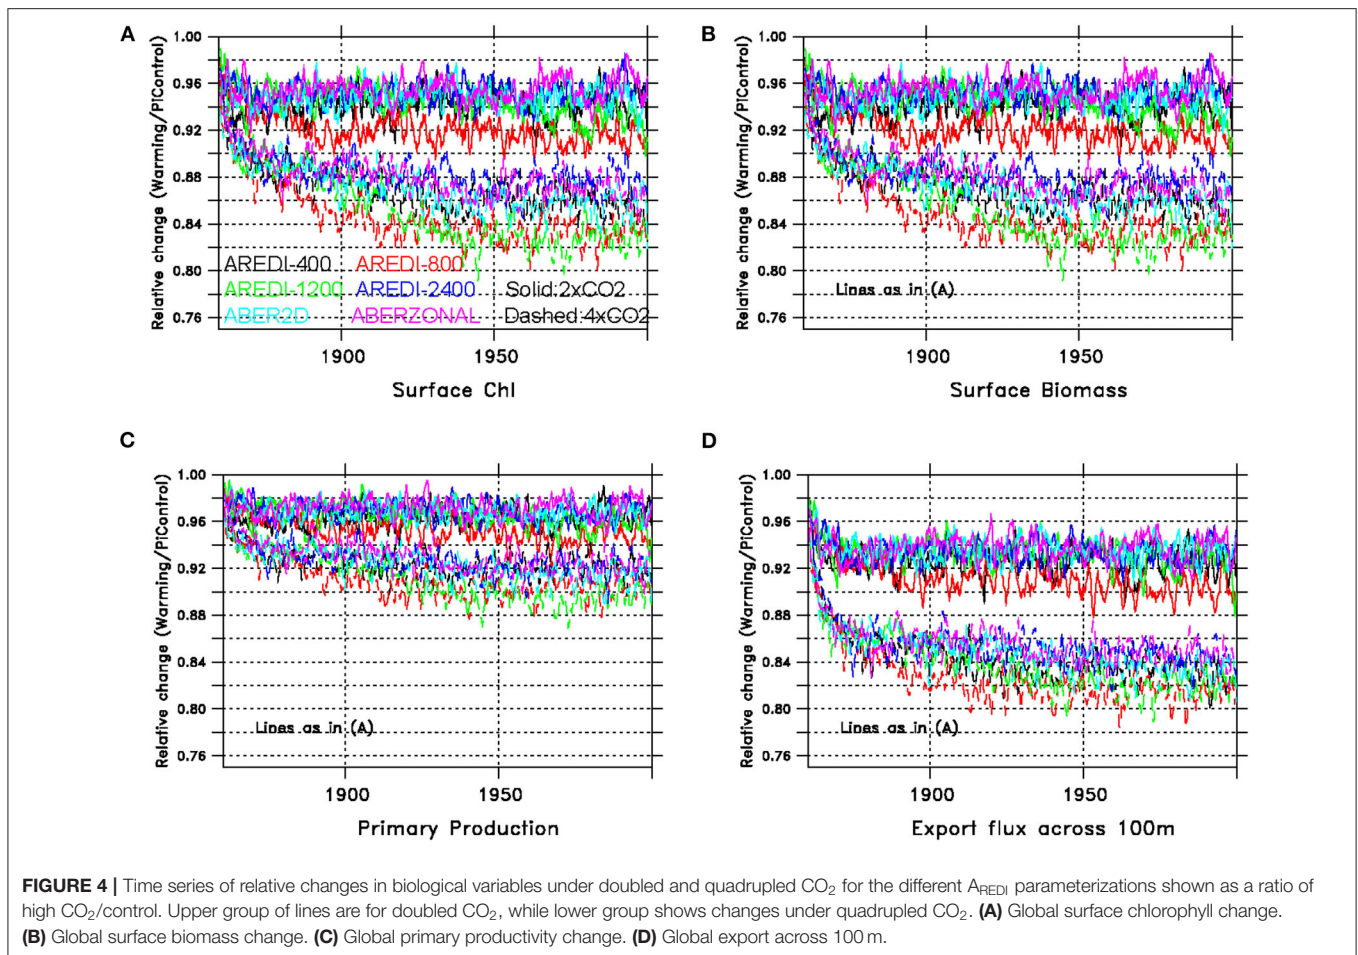 A
Relative change (Warming/PiControl)
1.00
0.96
0.92
0.88
0.84
0.80
0.76
AREDI-400 AREDI-800
AREDI-1200 AREDI-2400 Solid:2xCO2
ABER2D ABERZONAL Dashed:4xCO2
1900 1950
Surface Chl
B
Relative change (Warming/PiControl)
1.00
0.96
0.92
0.88
0.84
0.80
0.76
Lines as in (A)
1900 1950
Surface Biomass
C
Relative change (Warming/PiControl)
1.00
0.96
0.92
0.88
0.84
0.80
0.76
Lines as in (A)
1900 1950
Primary Production
D
Relative change (Warming/PiControl)
1.00
0.96
0.92
0.88
0.84
0.80
0.76
Lines as in (A)
1900 1950
Export flux across 100m
FIGURE 4 | Time series of relative changes in biological variables under doubled and quadrupled CO₂ for the different A_REDI parameterizations shown as a ratio of
high CO₂/control. Upper group of lines are for doubled CO₂, while lower group shows changes under quadrupled CO₂. (A) Global surface chlorophyll change.
(B) Global surface biomass change. (C) Global primary productivity change. (D) Global export across 100 m.